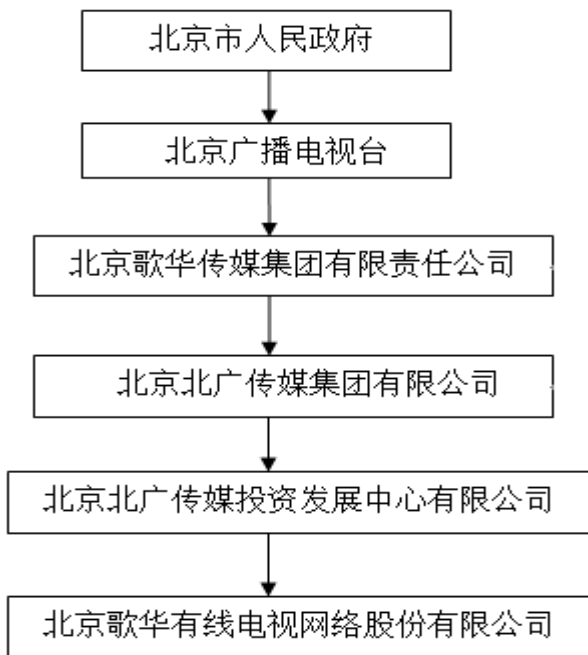 北京市人民政府
北京广播电视台
北京歌华传媒集团有限责任公司
北京北广传媒集团有限公司
北京北广传媒投资发展中心有限公司
北京歌华有线电视网络股份有限公司